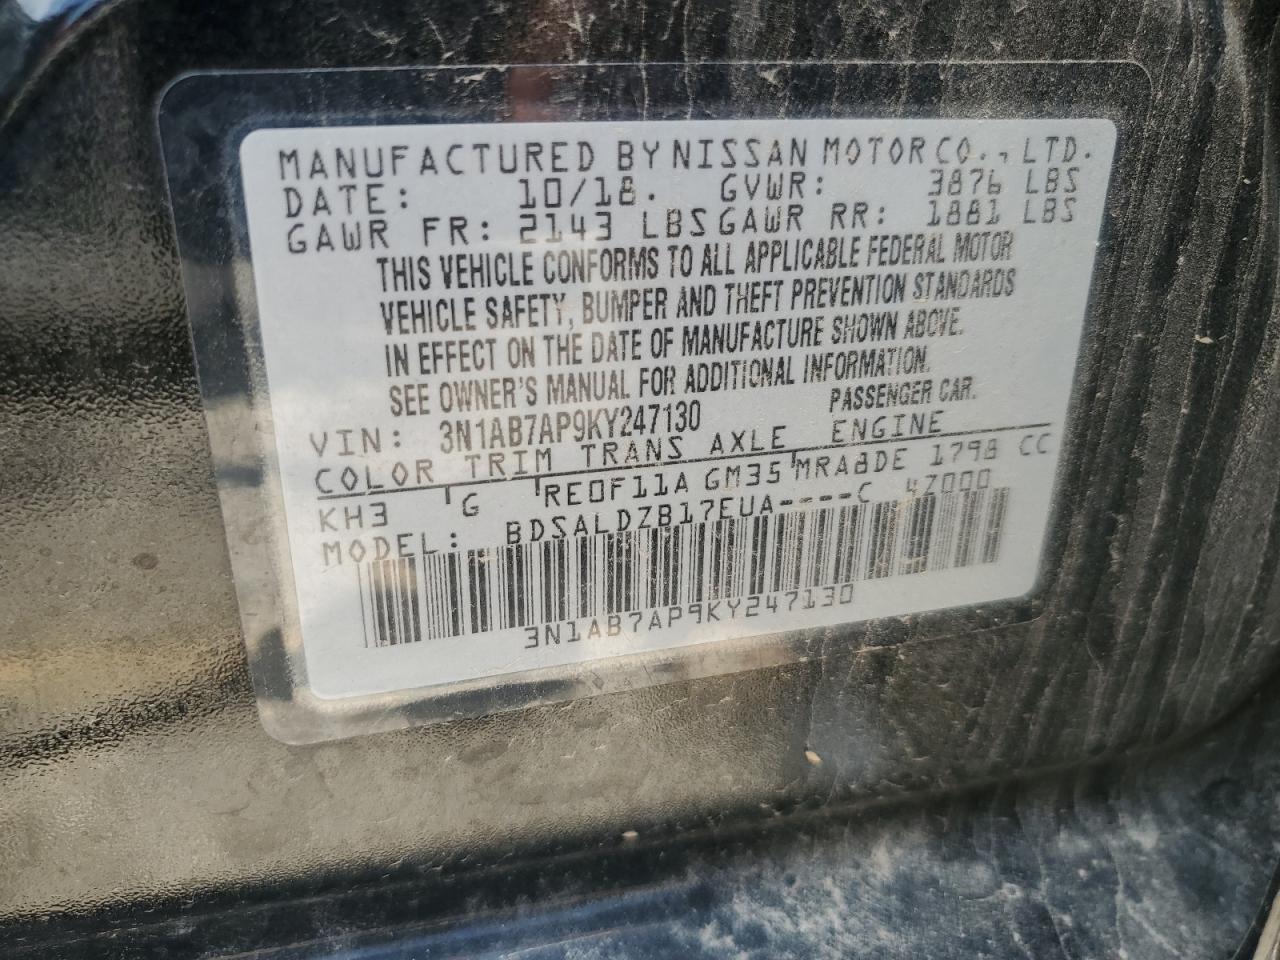 MANUFACTURED BY NISSAN MOTOR CO., LTD.
DATE: 10/18. GVWR: 3876 LBS
GAWR FR: 2143 LBS GAWR RR: 1881 LBS
THIS VEHICLE CONFORMS TO ALL APPLICABLE FEDERAL MOTOR
VEHICLE SAFETY, BUMPER AND THEFT PREVENTION STANDARDS
IN EFFECT ON THE DATE OF MANUFACTURE SHOWN ABOVE.
SEE OWNER'S MANUAL FOR ADDITIONAL INFORMATION.
VIN: 3N1AB7AP9KY247130 PASSENGER CAR.
COLOR TRIM TRANS AXLE ENGINE
KH3 'G 'RE0F11A GM35 'MRA8DE 1798 CC
MODEL: BDSALDZB17EUA----C 4Z000
3N1AB7AP9KY247130